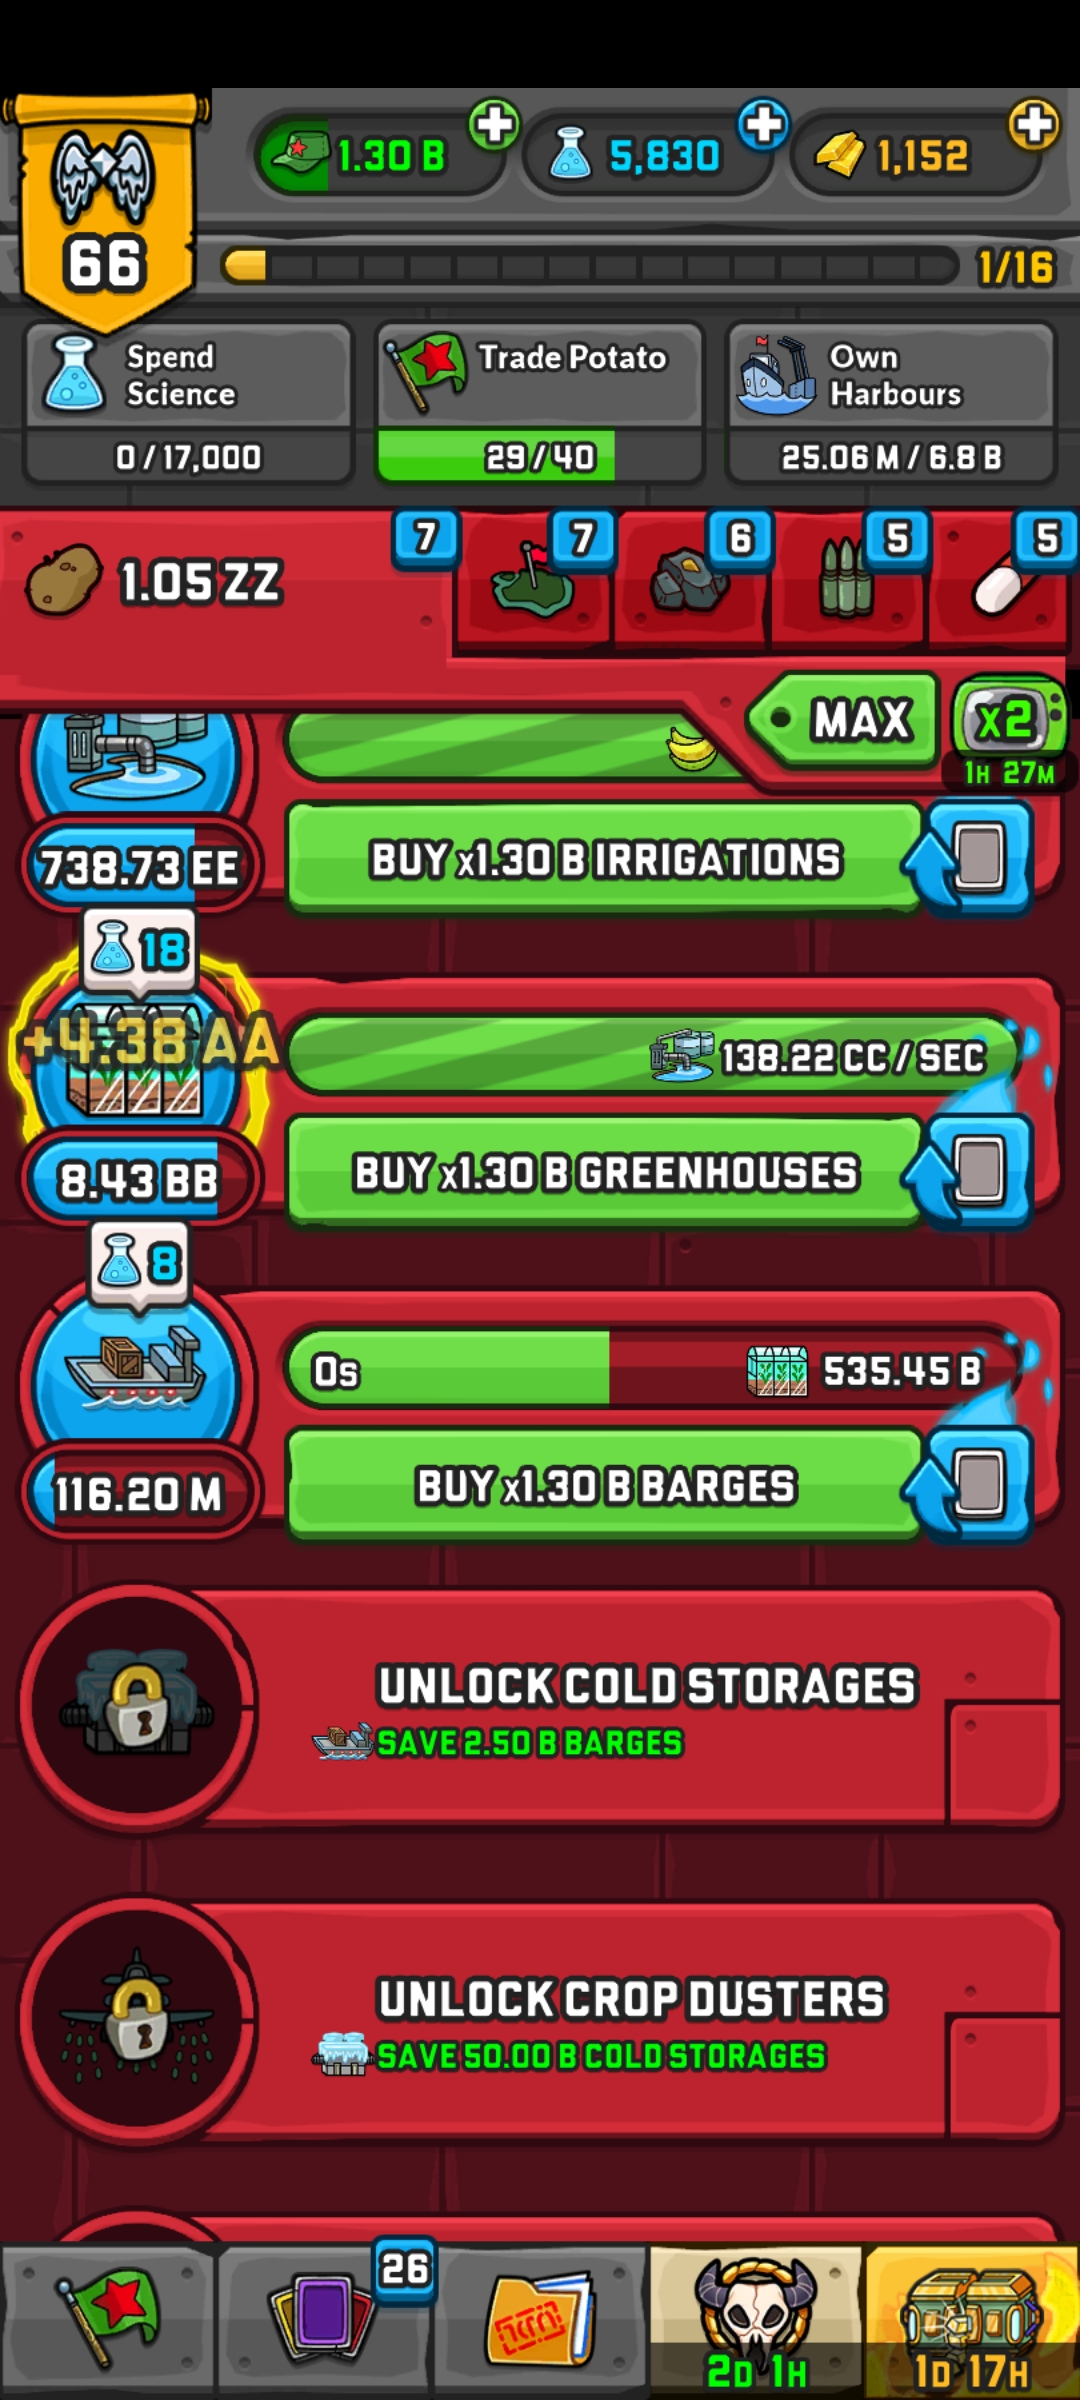 66
1.30 B
5,830
1,152
1/16
Spend
Science
0 / 17,000
Trade Potato
29 / 40
Own
Harbours
25.06 M / 6.8 B
1.05 ZZ
7
7
6
5
5
MAX
x2
1H 27M
738.73 EE
BUY x1.30 B IRRIGATIONS
18
+4.38 AA
138.22 CC / SEC
8.43 BB
BUY x1.30 B GREENHOUSES
8
0s
535.45 B
116.20 M
BUY x1.30 B BARGES
UNLOCK COLD STORAGES
SAVE 2.50 B BARGES
UNLOCK CROP DUSTERS
SAVE 50.00 B COLD STORAGES
26
2D 1H
1D 17H